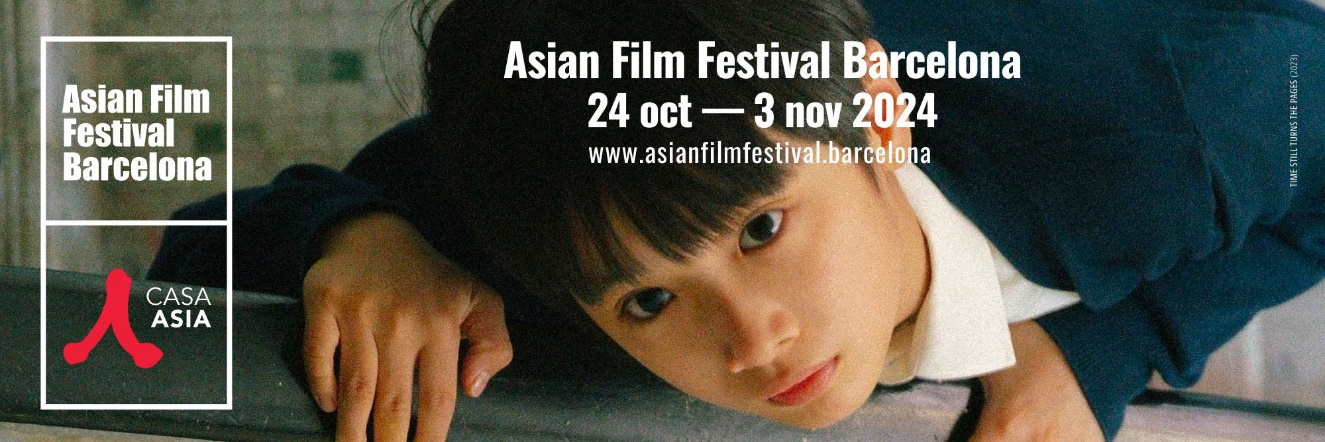 Asian Film
Festival
Barcelona
CASA
ASIA
Asian Film Festival Barcelona
24 oct — 3 nov 2024
www.asianfilmfestival.barcelona
TIME STILL TURNS THE PAGES (2023)